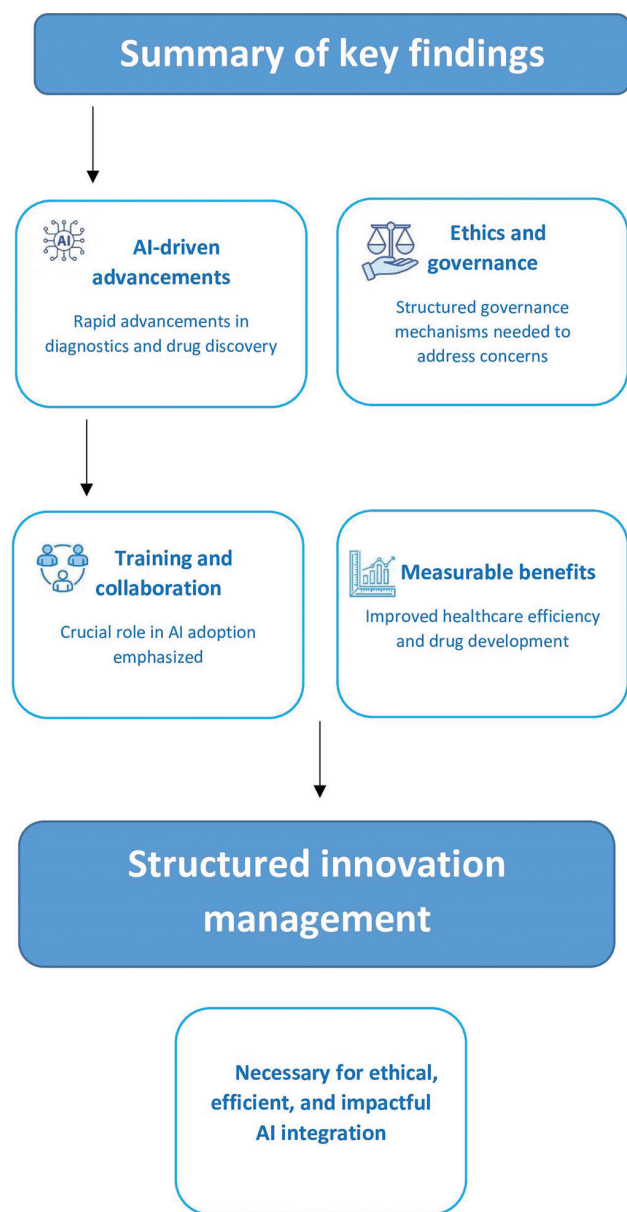 Summary of key findings
AI
AI-driven
advancements
Rapid advancements in
diagnostics and drug discovery
Ethics and
governance
Structured governance
mechanisms needed to
address concerns
Training and
collaboration
Crucial role in AI adoption
emphasized
Measurable benefits
Improved healthcare efficiency
and drug development
Structured innovation
management
Necessary for ethical,
efficient, and impactful
AI integration